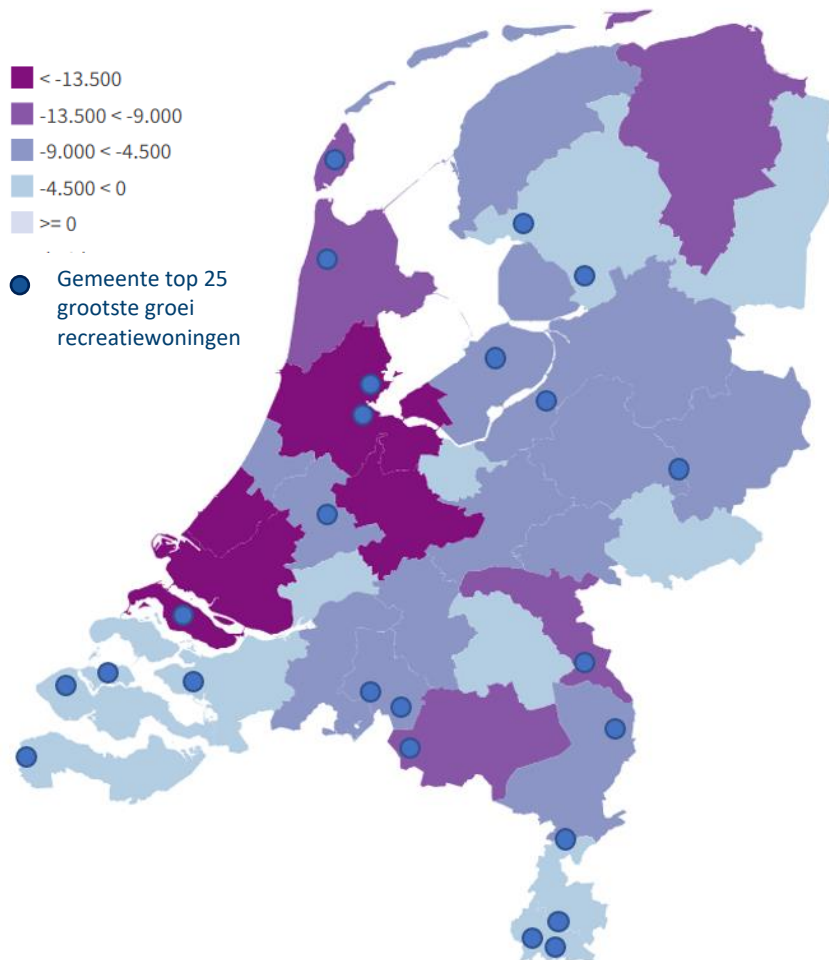 < -13.500
-13.500 < -9.000
-9.000 < -4.500
-4.500 < 0
>= 0
Gemeente top 25
grootste groei
recreatiewoningen